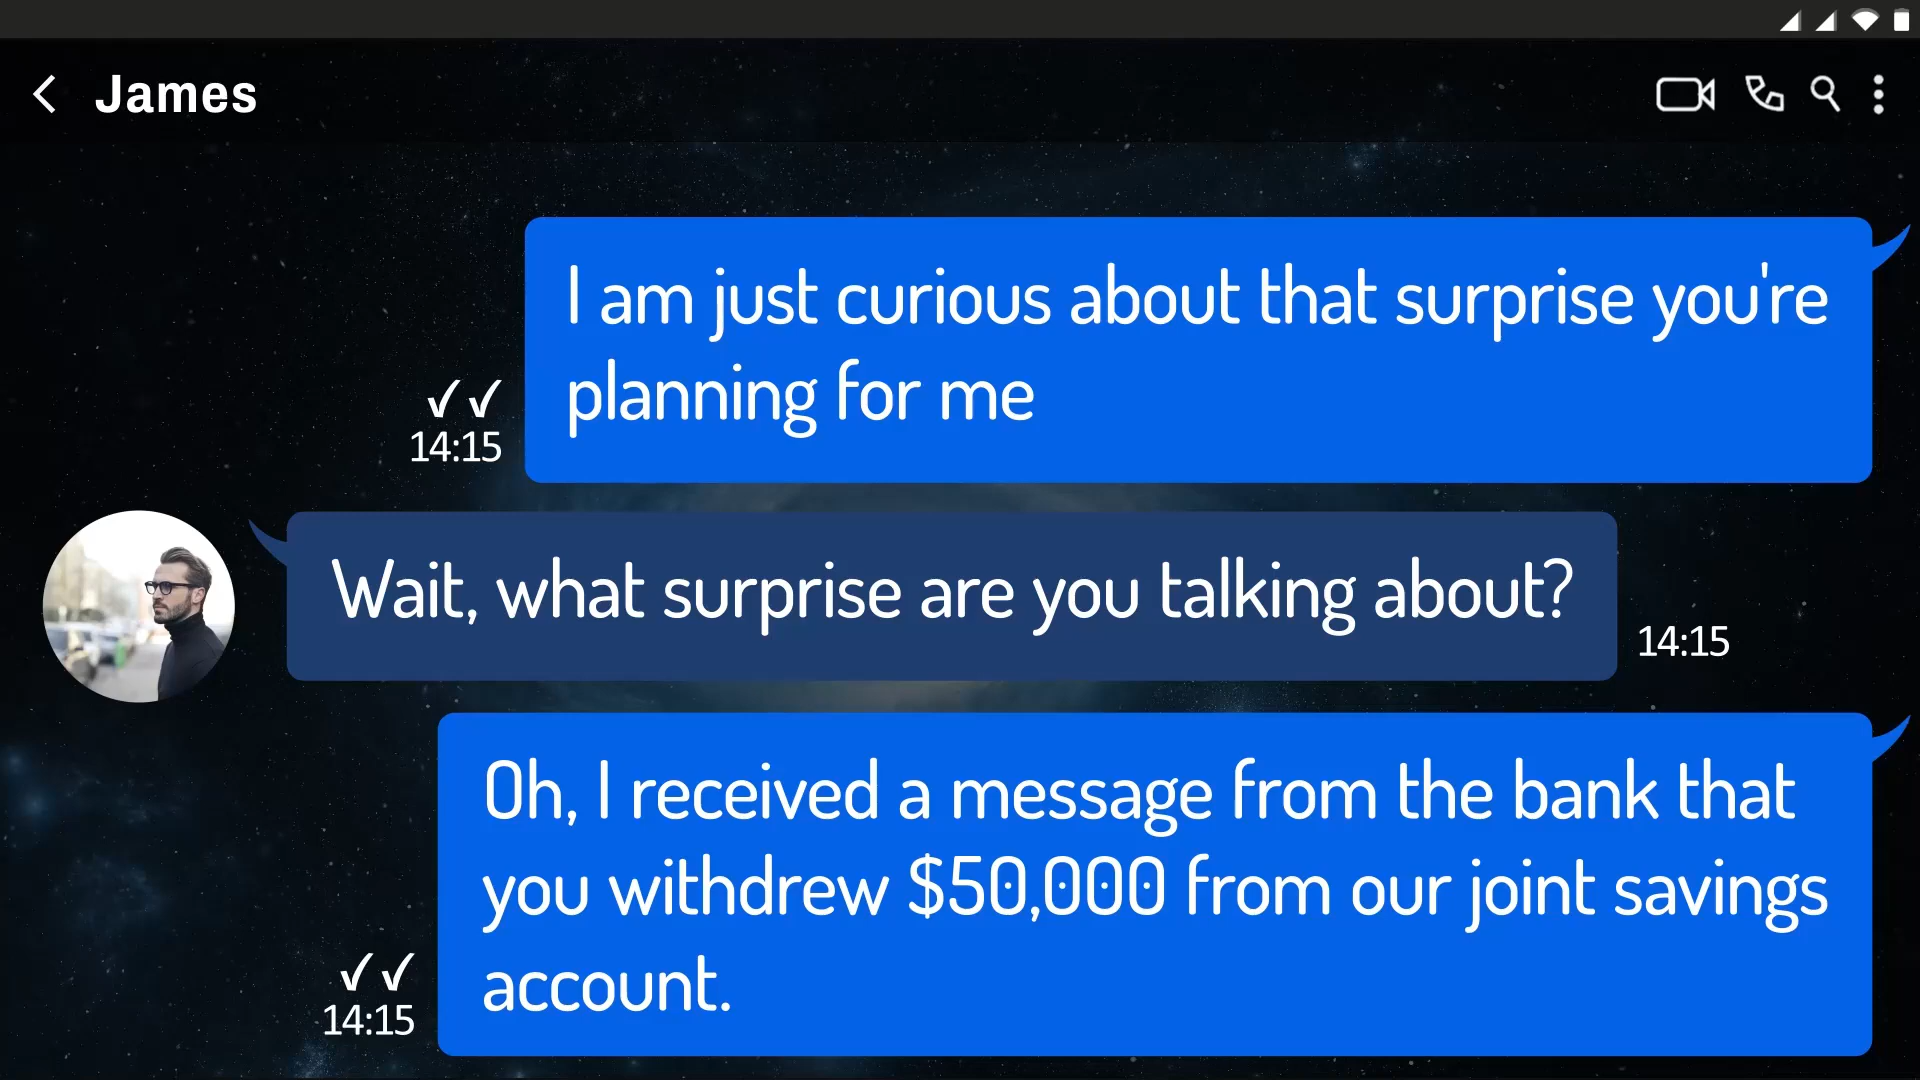 James
I am just curious about that surprise you're
planning for me
✓✓
14:15
Wait, what surprise are you talking about?
14:15
Oh, I received a message from the bank that
you withdrew $50,000 from our joint savings
account.
✓✓
14:15